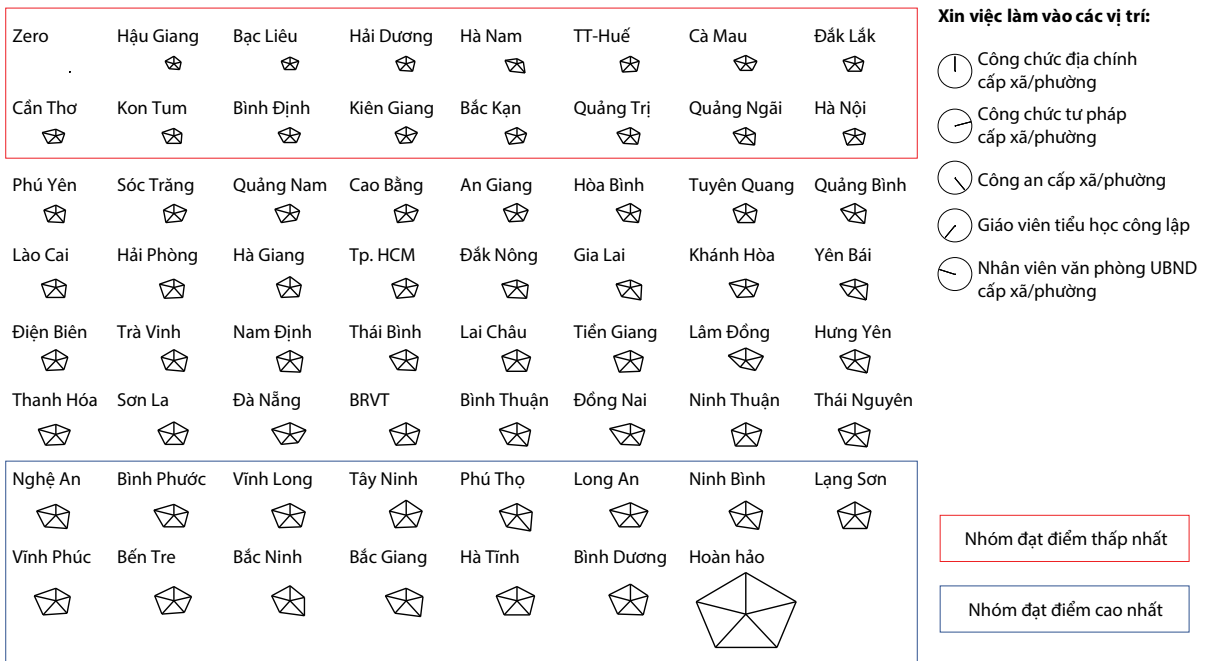 Zero Hậu Giang Bạc Liêu Hải Dương Hà Nam TT-Huế Cà Mau Đắk Lắk
Cần Thơ Kon Tum Bình Định Kiên Giang Bắc Kạn Quảng Trị Quảng Ngãi Hà Nội
Phú Yên Sóc Trăng Quảng Nam Cao Bằng An Giang Hòa Bình Tuyên Quang Quảng Bình
Lào Cai Hải Phòng Hà Giang Tp. HCM Đắk Nông Gia Lai Khánh Hòa Yên Bái
Điện Biên Trà Vinh Nam Định Thái Bình Lai Châu Tiền Giang Lâm Đồng Hưng Yên
Thanh Hóa Sơn La Đà Nẵng BRVT Bình Thuận Đồng Nai Ninh Thuận Thái Nguyên
Nghệ An Bình Phước Vĩnh Long Tây Ninh Phú Thọ Long An Ninh Bình Lạng Sơn
Vĩnh Phúc Bến Tre Bắc Ninh Bắc Giang Hà Tĩnh Bình Dương Hoàn hảo
Xin việc làm vào các vị trí:
Công chức địa chính
cấp xã/phường
Công chức tư pháp
cấp xã/phường
Công an cấp xã/phường
Giáo viên tiểu học công lập
Nhân viên văn phòng UBND
cấp xã/phường
Nhóm đạt điểm thấp nhất
Nhóm đạt điểm cao nhất